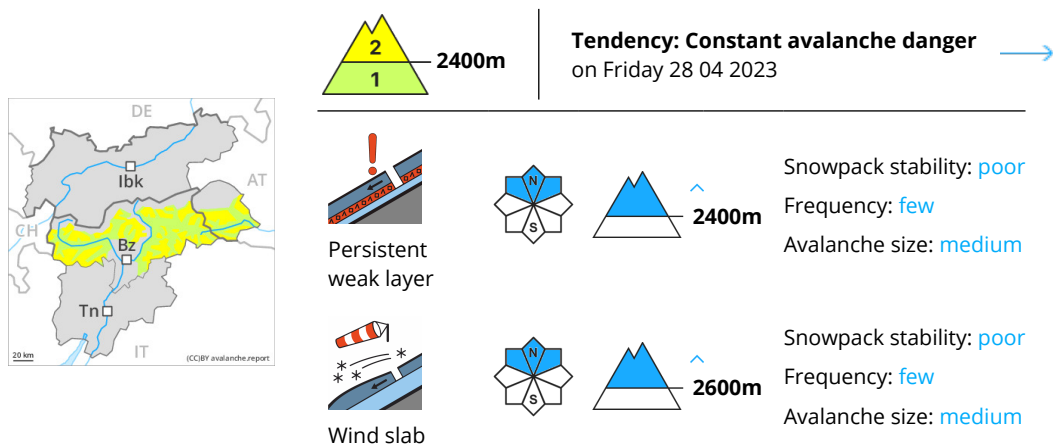 2
1
2400m
Tendency: Constant avalanche danger
on Friday 28 04 2023
DE
Ibk
AT
CH
Bz
Tn
IT
20 km
(CC)BY avalanche.report
Persistent
weak layer
N
S
2400m
Snowpack stability: poor
Frequency: few
Avalanche size: medium
Wind slab
N
S
2600m
Snowpack stability: poor
Frequency: few
Avalanche size: medium